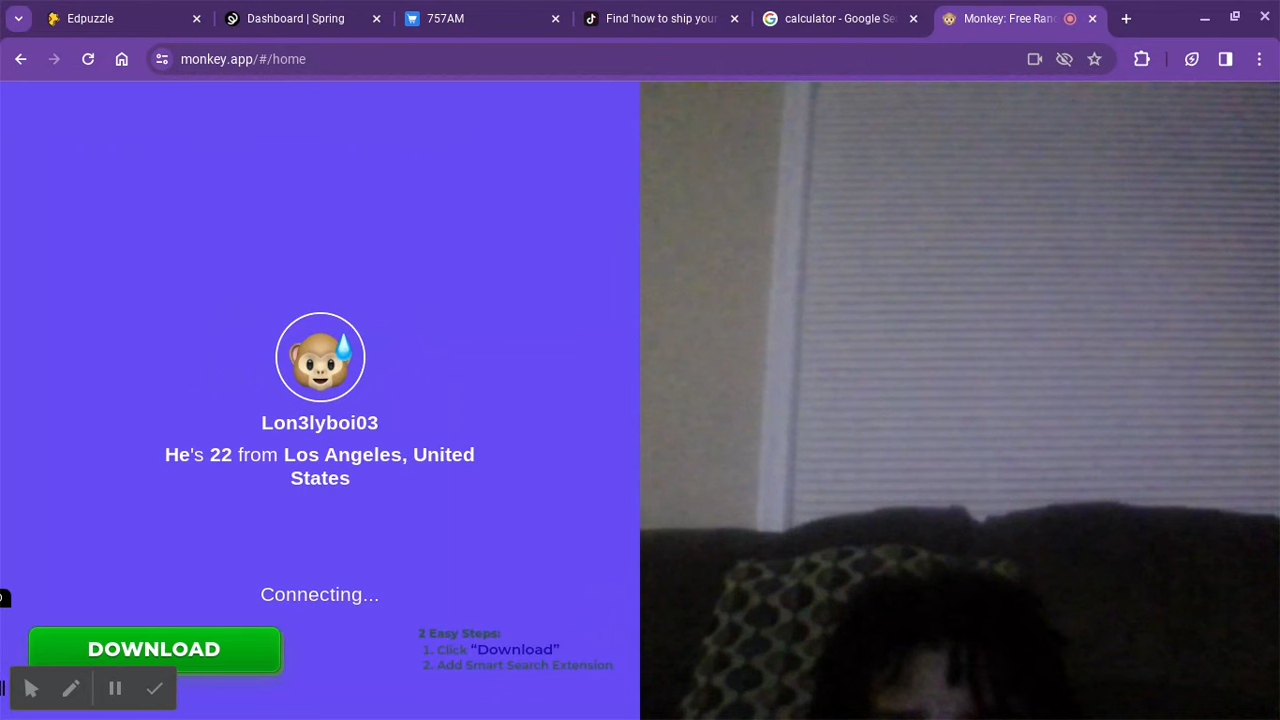 Edpuzzle
Dashboard | Spring
757AM
Find 'how to ship your
calculator - Google Se
Monkey: Free Ran
monkey.app/#/home
Lon3lyboi03
He's 22 from Los Angeles, United
States
Connecting...
DOWNLOAD
2 Easy Steps:
1. Click "Download"
2. Add Smart Search Extension